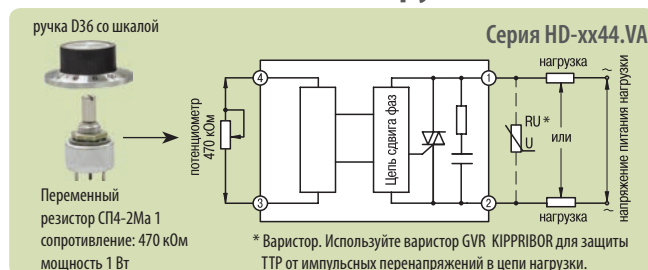 ручка D36 со шкалой
Серия HD-xx44.VA
потенциометр
470 кОм
4
3
Цепь сдвига фаз
1
2
нагрузка
RU *
U
или
нагрузка
напряжение питания нагрузки
~
~
Переменный
резистор СП4-2Ма 1
сопротивление: 470 кОм
мощность 1 Вт
* Варистор. Используйте варистор GVR KIPPRIBOR для защиты
ТТР от импульсных перенапряжений в цепи нагрузки.